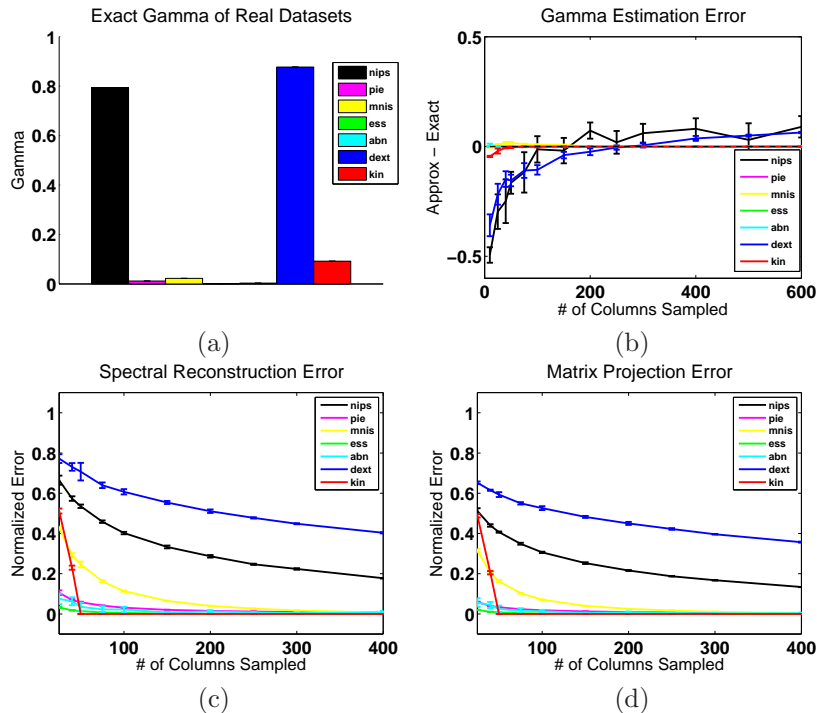 Exact Gamma of Real Datasets
1
0.8
0.6
0.4
0.2
0
Gamma
nips
pie
mnis
ess
abn
dext
kin
(a)
Gamma Estimation Error
0.5
0
−0.5
Approx − Exact
0 200 400 600
# of Columns Sampled
nips
pie
mnis
ess
abn
dext
kin
(b)
Spectral Reconstruction Error
1
0.8
0.6
0.4
0.2
0
Normalized Error
100 200 300 400
# of Columns Sampled
nips
pie
mnis
ess
abn
dext
kin
(c)
Matrix Projection Error
1
0.8
0.6
0.4
0.2
0
Normalized Error
100 200 300 400
# of Columns Sampled
nips
pie
mnis
ess
abn
dext
kin
(d)